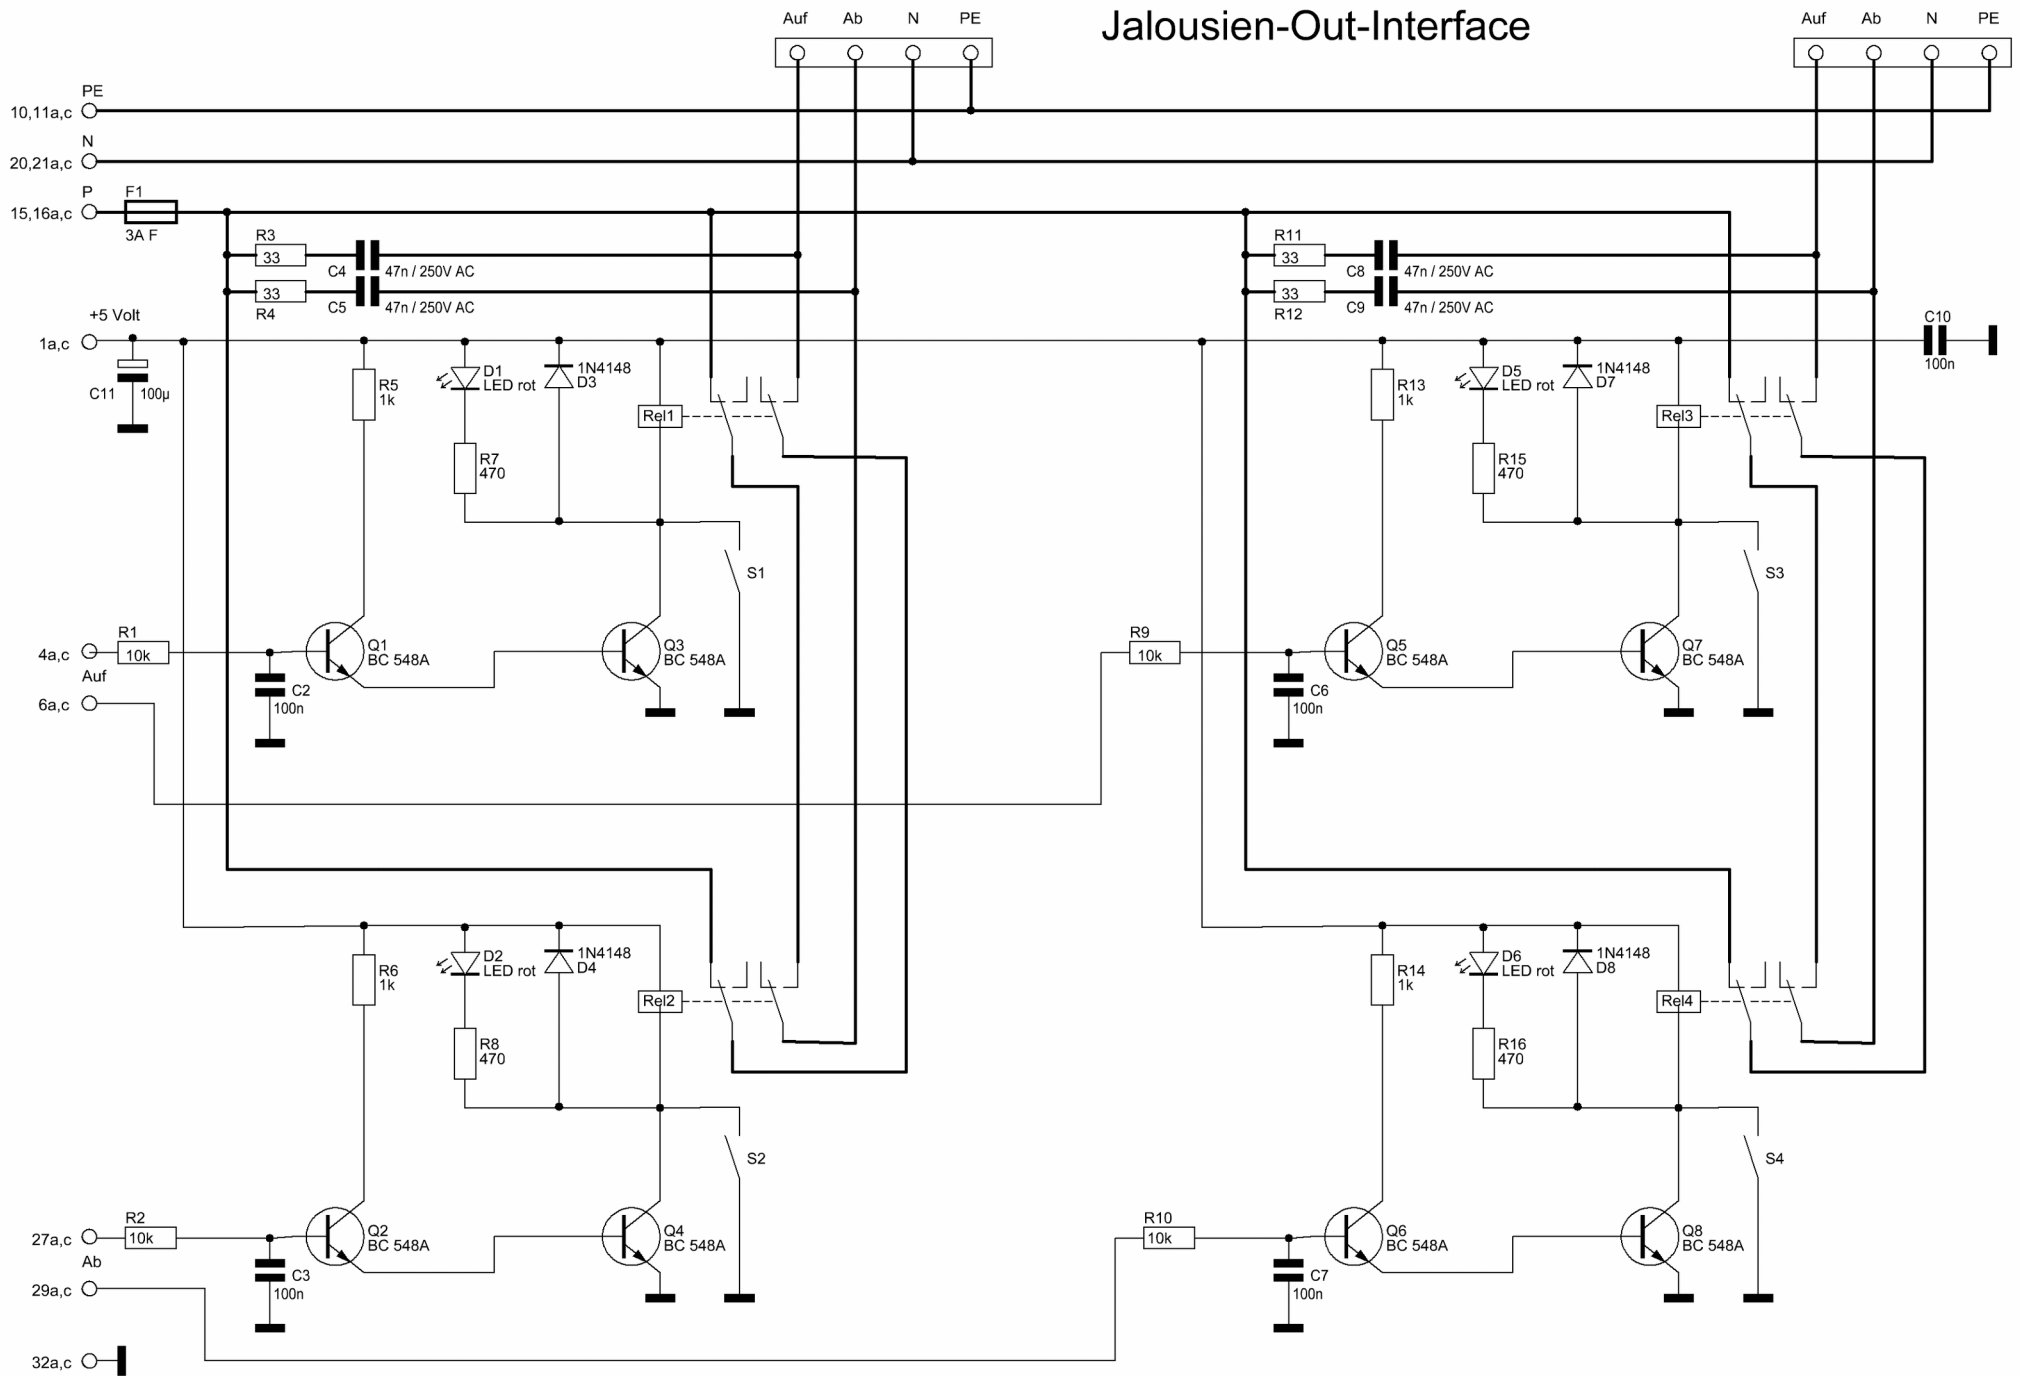 Jalousien-Out-Interface
Auf Ab N PE
Auf Ab N PE
PE
10,11a,c
N
20,21a,c
P
15,16a,c
F1
3A F
R3
33
C4
47n / 250V AC
33
R4
C5
47n / 250V AC
R11
33
C8
47n / 250V AC
33
R12
C9
47n / 250V AC
+5 Volt
1a,c
C11
100µ
C10
100n
R5
1k
D1
LED rot
1N4148
D3
Rel1
R7
470
S1
R13
1k
D5
LED rot
1N4148
D7
Rel3
R15
470
S3
4a,c
Auf
R1
10k
C2
100n
Q1
BC 548A
Q3
BC 548A
6a,c
R9
10k
C6
100n
Q5
BC 548A
Q7
BC 548A
R6
1k
D2
LED rot
1N4148
D4
Rel2
R8
470
S2
R14
1k
D6
LED rot
1N4148
D8
Rel4
R16
470
S4
27a,c
Ab
R2
10k
C3
100n
Q2
BC 548A
Q4
BC 548A
29a,c
R10
10k
C7
100n
Q6
BC 548A
Q8
BC 548A
32a,c